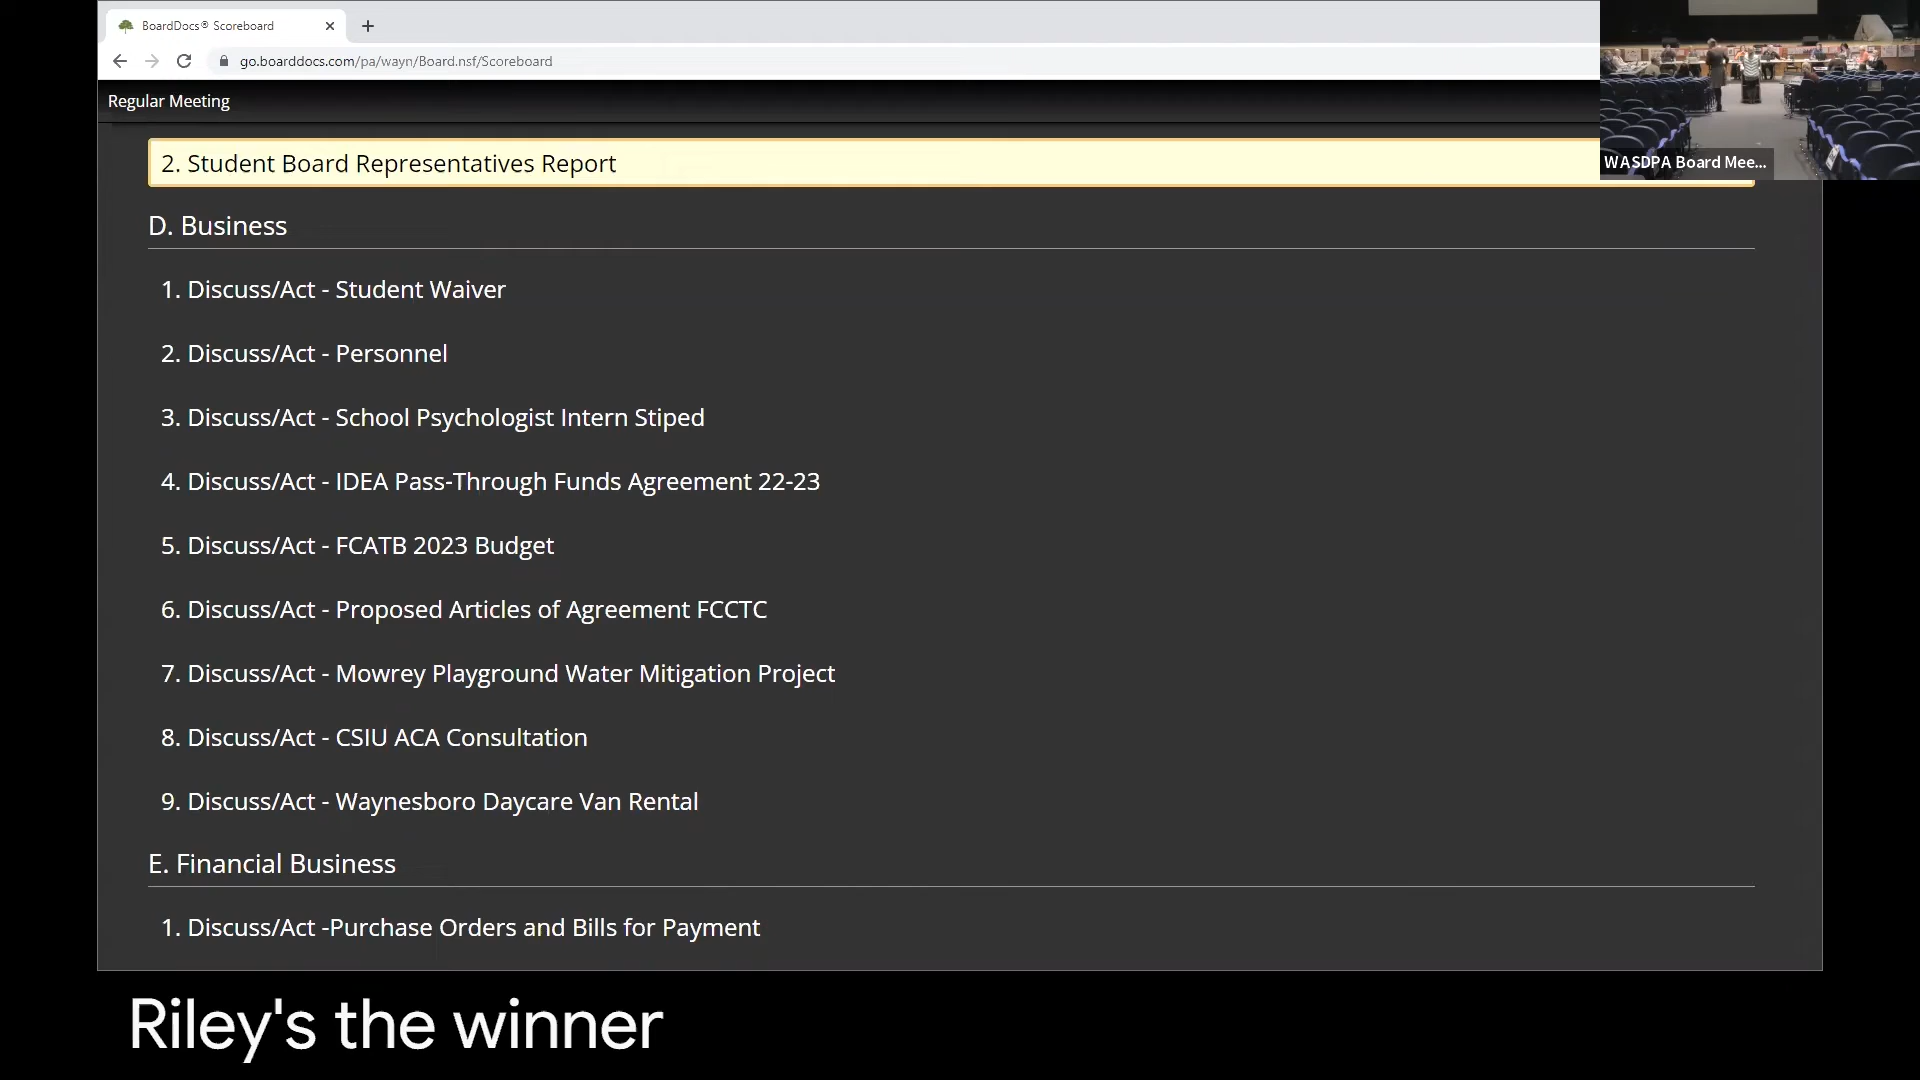 BoardDocs® Scoreboard
go.boarddocs.com/pa/wayn/Board.nsf/Scoreboard
Regular Meeting
WASDPA Board Mee...
2. Student Board Representatives Report
D. Business
1. Discuss/Act - Student Waiver
2. Discuss/Act - Personnel
3. Discuss/Act - School Psychologist Intern Stiped
4. Discuss/Act - IDEA Pass-Through Funds Agreement 22-23
5. Discuss/Act - FCATB 2023 Budget
6. Discuss/Act - Proposed Articles of Agreement FCCTC
7. Discuss/Act - Mowrey Playground Water Mitigation Project
8. Discuss/Act - CSIU ACA Consultation
9. Discuss/Act - Waynesboro Daycare Van Rental
E. Financial Business
1. Discuss/Act -Purchase Orders and Bills for Payment
Riley's the winner